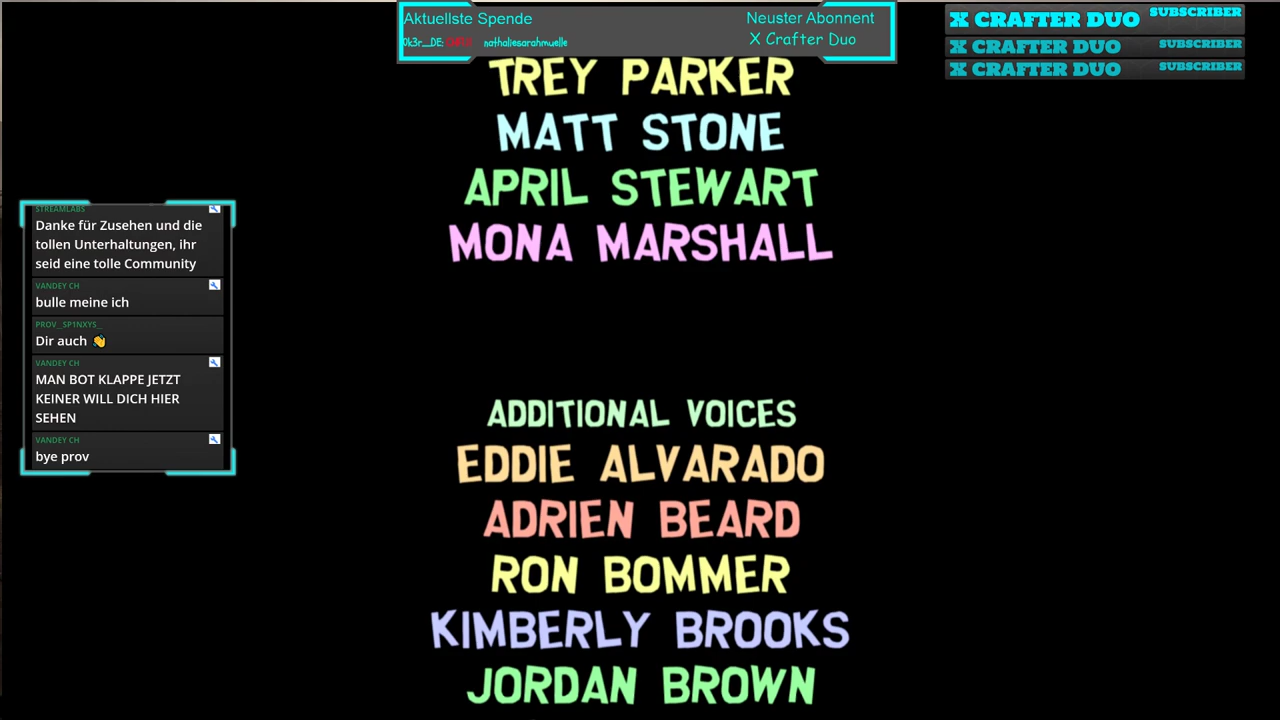 Aktuellste Spende
Neuster Abonnent
0k3r__DE:
nathaliesarahmuelle
X Crafter Duo
X CRAFTER DUO SUBSCRIBER
X CRAFTER DUO SUBSCRIBER
X CRAFTER DUO SUBSCRIBER
TREY PARKER
MATT STONE
APRIL STEWART
MONA MARSHALL
STREAMLABS
Danke für Zusehen und die
tollen Unterhaltungen, ihr
seid eine tolle Community
VANDEY CH
bulle meine ich
PROV_SP1NXYS_
Dir auch 👏
VANDEY CH
MAN BOT KLAPPE JETZT
KEINER WILL DICH HIER
SEHEN
VANDEY CH
bye prov
ADDITIONAL VOICES
EDDIE ALVARADO
ADRIEN BEARD
RON BOMMER
KIMBERLY BROOKS
JORDAN BROWN